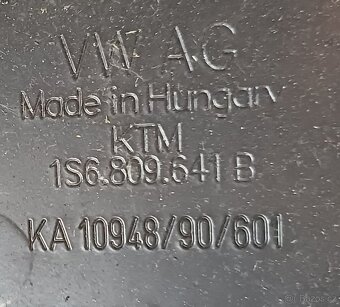 VW AG
Made in Hungary
KTM
1S6.809.641 B
KA 10948/90/601